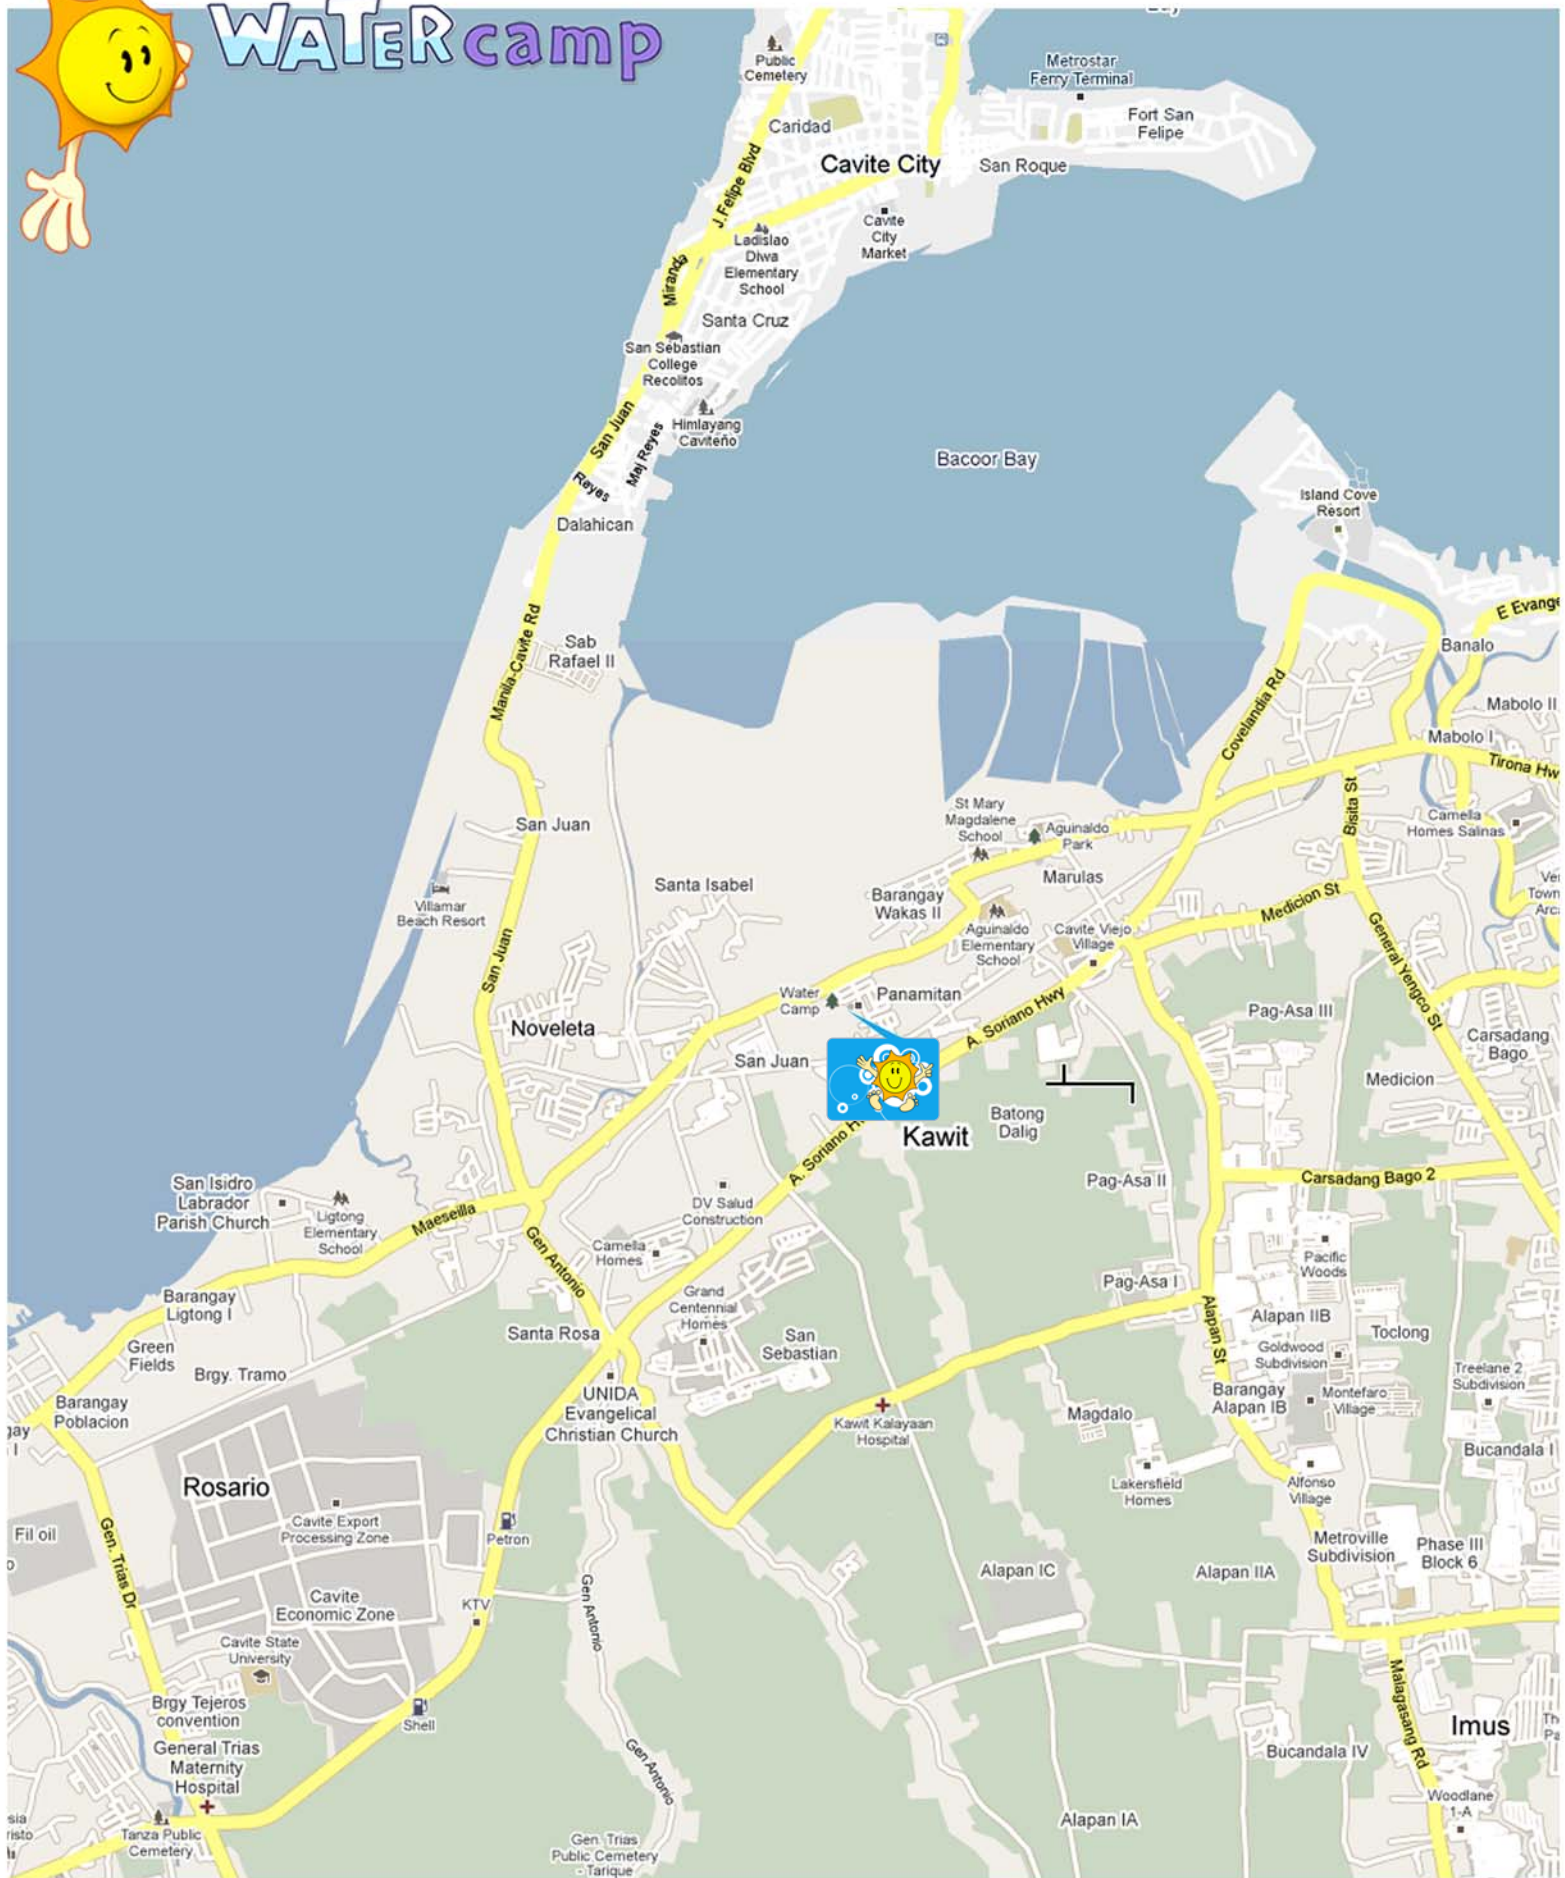 WATER camp
Bay
Public
Cemetery
Metrostar
Ferry Terminal
Fort San
Felipe
Caridad
Cavite City
San Roque
J. Felipe Blvd
Cavite
City
Market
Ladislao
Diwa
Elementary
School
Miranda
Santa Cruz
San Sebastian
College
Recolitos
San Juan
Maj Reyes
Himlayang
Caviteño
Reyes
Bacoor Bay
Island Cove
Resort
Dalahican
Manila-Cavite Rd
Sab
Rafael II
E Evange
Banalo
Covelandia Rd
Mabolo II
Mabolo I
Tirona Hw
San Juan
St Mary
Magdalene
School
Aguinaldo
Park
Bisita St
Camella
Homes Salinas
Villamar
Beach Resort
Santa Isabel
Marulas
Barangay
Wakas II
Medicion St
Ve
Town
Arc
San Juan
Aguinaldo
Elementary
School
Cavite Viejo
Village
General Yengco St
Water
Camp
Panamitan
A. Soriano Hwy
Pag-Asa III
Noveleta
San Juan
Carsadang
Bago
Medicion
Batong
Dalig
Kawit
A. Soriano H
San Isidro
Labrador
Parish Church
Ligtong
Elementary
School
Maeseilla
DV Salud
Construction
Pag-Asa II
Carsadang Bago 2
Gen Antonio
Camella
Homes
Pacific
Woods
Barangay
Ligtong I
Grand
Centennial
Homes
Pag-Asa I
Alapan St
Alapan IIB
Green
Fields
Santa Rosa
San
Sebastian
Toclong
Goldwood
Subdivision
Brgy. Tramo
Treelane 2
Subdivision
Barangay
Poblacion
gay
I
UNIDA
Evangelical
Christian Church
Barangay
Alapan IB
Montefaro
Village
Kawit Kalayaan
Hospital
Magdalo
Bucandala I
Rosario
Lakersfield
Homes
Alfonso
Village
Cavite Export
Processing Zone
Petron
Fil oil
o
Gen. Trias Dr
Metroville
Subdivision
Phase III
Block 6
Alapan IC
Alapan IIA
Cavite
Economic Zone
KTV
Gen Antonio
Cavite State
University
Malagasang Rd
Brgy Tejeros
convention
Shell
Imus
Th
Pa
General Trias
Maternity
Hospital
Gen Antonio
Bucandala IV
Woodlane
1-A
sia
risto
Tanza Public
Cemetery
Alapan IA
Gen. Trias
Public Cemetery
- Tarique